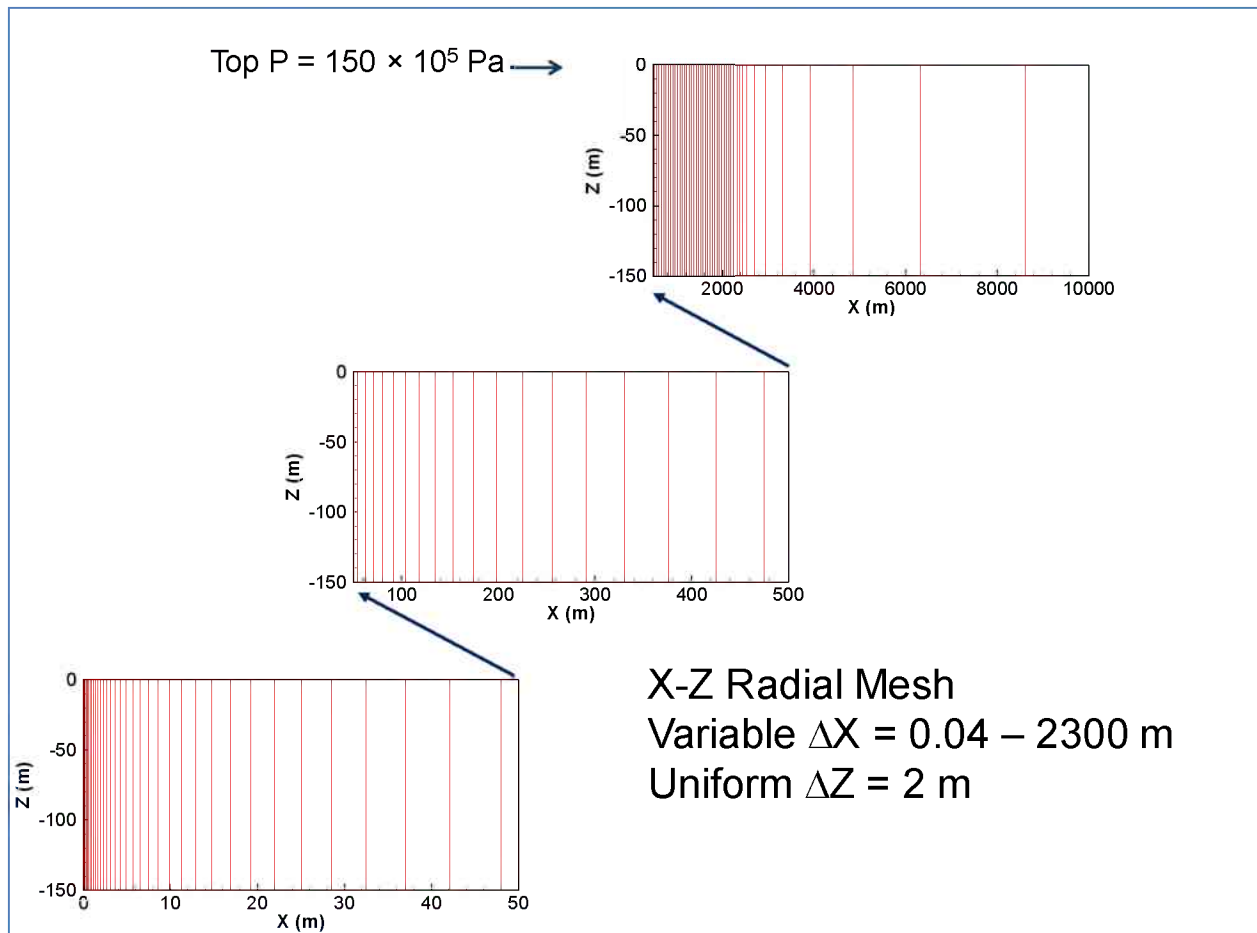 Top P = 150 × 10⁵ Pa
0
-50
-100
-150
Z (m)
2000 4000 6000 8000 10000
X (m)
0
-50
-100
-150
Z (m)
100 200 300 400 500
X (m)
0
-50
-100
-150
Z (m)
0 10 20 30 40 50
X (m)
X-Z Radial Mesh
Variable ΔX = 0.04 – 2300 m
Uniform ΔZ = 2 m